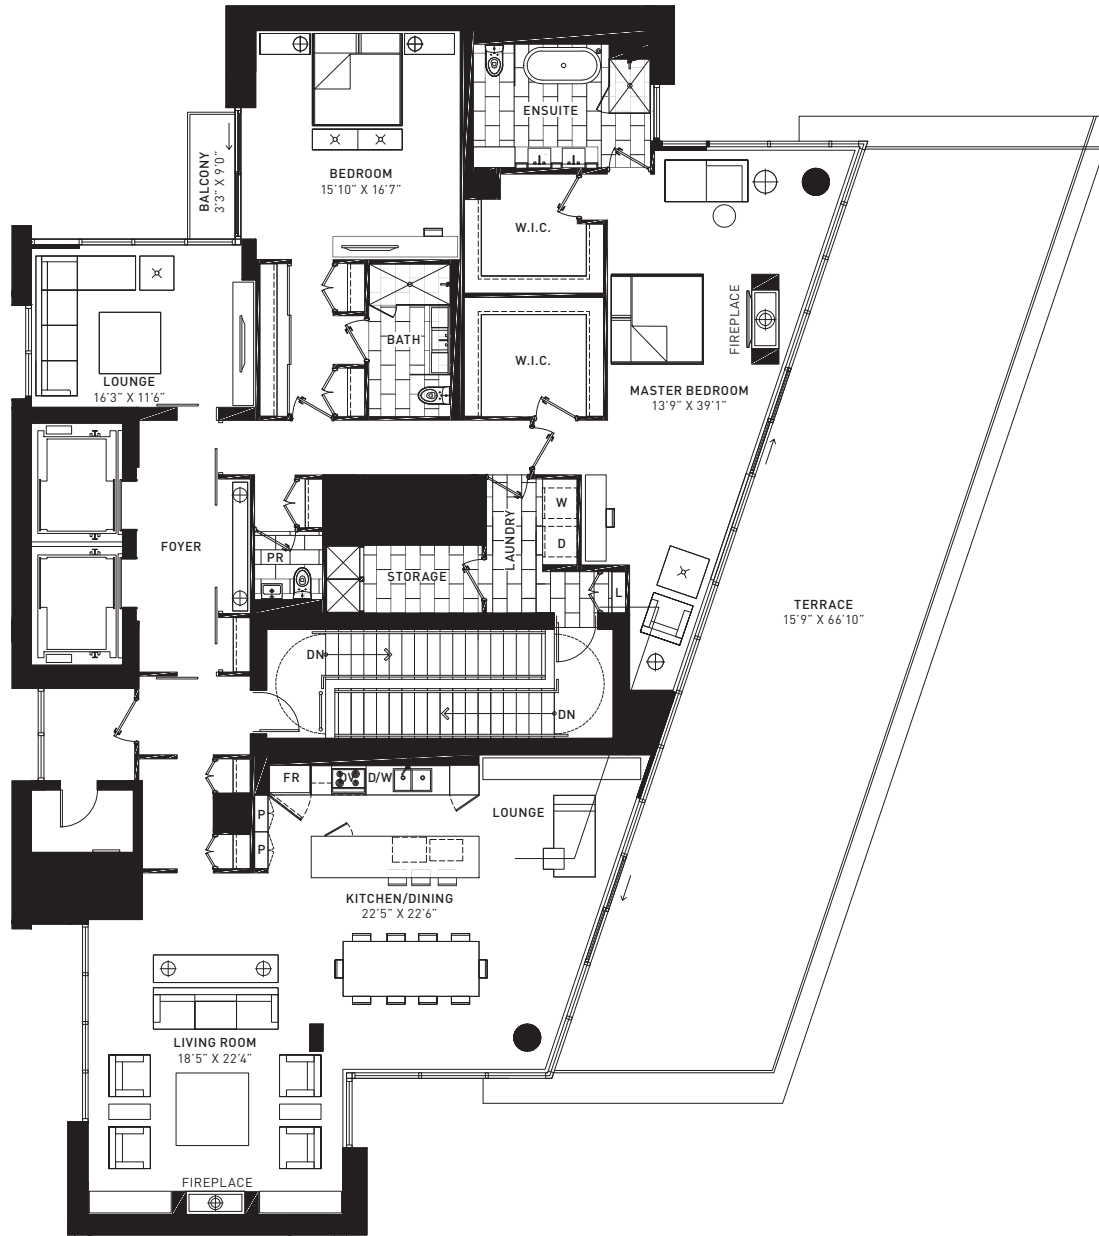 ENSUITE
BEDROOM
15'10" X 16'7"
BALCONY
3'3" X 9'0"
W.I.C.
FIREPLACE
BATH
W.I.C.
LOUNGE
16'3" X 11'6"
MASTER BEDROOM
13'9" X 39'1"
W
D
LAUNDRY
FOYER
PR
STORAGE
L
TERRACE
15'9" X 66'10"
DN
DN
FR
OV
D/W
P
P
LOUNGE
KITCHEN/DINING
22'5" X 22'6"
LIVING ROOM
18'5" X 22'4"
FIREPLACE